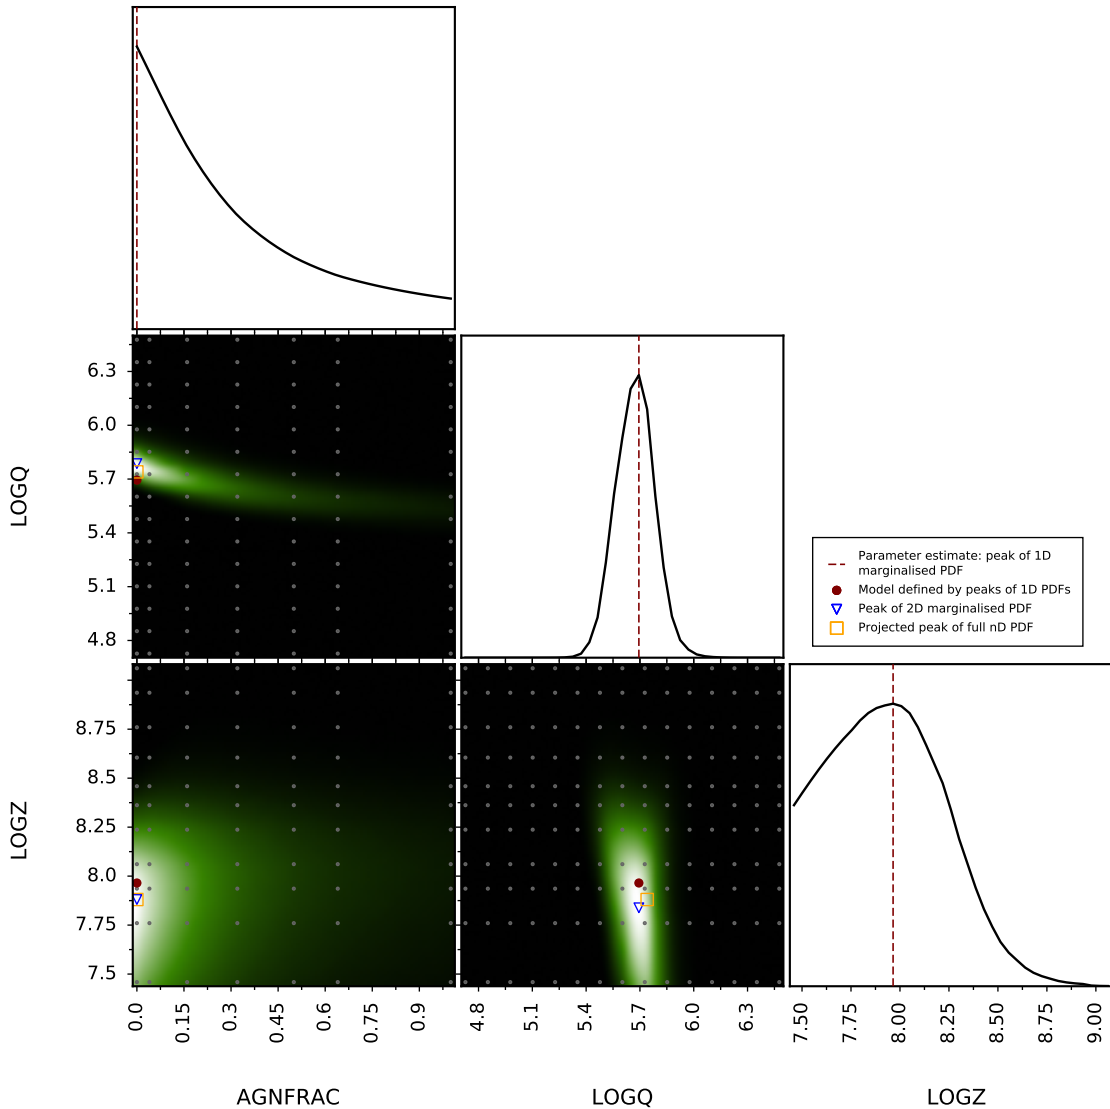 6.3
6.0
5.7
5.4
5.1
4.8
LOGQ
Parameter estimate: peak of 1D
marginalised PDF
Model defined by peaks of 1D PDFs
Peak of 2D marginalised PDF
Projected peak of full nD PDF
8.75
8.5
8.25
8.0
7.75
7.5
LOGZ
0.0 0.15 0.3 0.45 0.6 0.75 0.9
4.8 5.1 5.4 5.7 6.0 6.3
7.50 7.75 8.00 8.25 8.50 8.75 9.00
AGNFRAC
LOGQ
LOGZ